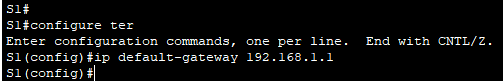 S1#
S1#configure ter
Enter configuration commands, one per line.  End with CNTL/Z.
S1(config)#ip default-gateway 192.168.1.1
S1(config)#